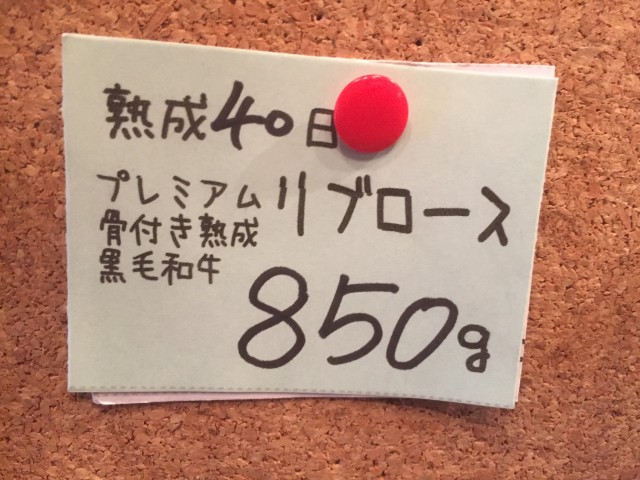 熟成40日
プレミアム
骨付き熟成
黒毛和牛
リブロース
850g